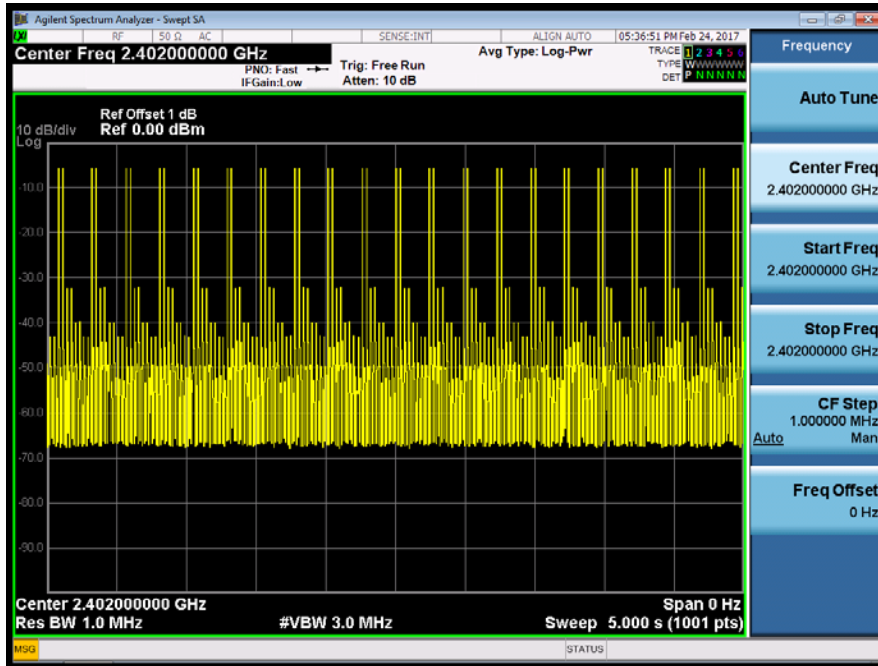 Agilent Spectrum Analyzer - Swept SA
RF 50 Ω AC SENSE:INT ALIGN AUTO 05:36:51 PM Feb 24, 2017
Center Freq 2.402000000 GHz
PNO: Fast
IFGain:Low
Trig: Free Run
Atten: 10 dB
Avg Type: Log-Pwr
TRACE 1 2 3 4 5 6
TYPE WWWWWW
DET P N N N N N
Ref Offset 1 dB
10 dB/div Ref 0.00 dBm
Log
-10.0
-20.0
-30.0
-40.0
-50.0
-60.0
-70.0
-80.0
-90.0
Center 2.402000000 GHz Span 0 Hz
Res BW 1.0 MHz #VBW 3.0 MHz Sweep 5.000 s (1001 pts)
MSG STATUS
Frequency
Auto Tune
Center Freq
2.402000000 GHz
Start Freq
2.402000000 GHz
Stop Freq
2.402000000 GHz
CF Step
1.000000 MHz
Auto Man
Freq Offset
0 Hz